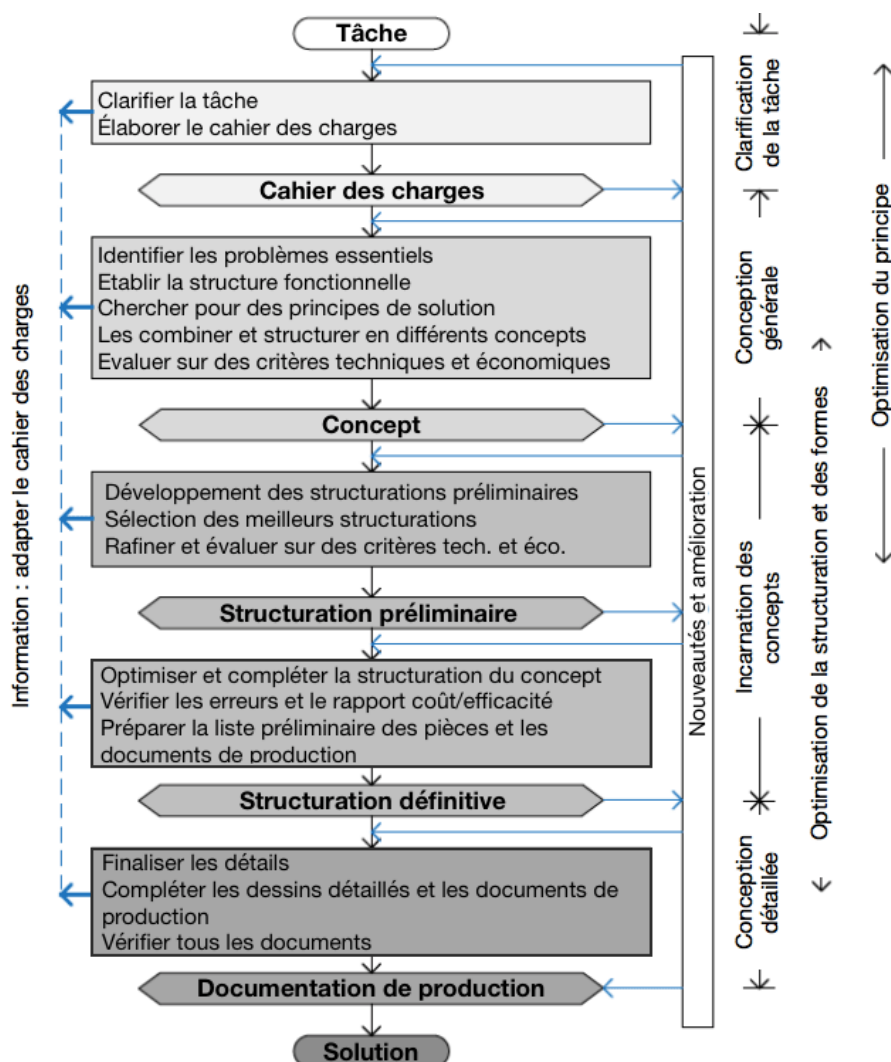 Tâche
Clarifier la tâche
Élaborer le cahier des charges
Cahier des charges
Identifier les problèmes essentiels
Etablir la structure fonctionnelle
Chercher pour des principes de solution
Les combiner et structurer en différents concepts
Evaluer sur des critères techniques et économiques
Concept
Développement des structurations préliminaires
Sélection des meilleurs structurations
Rafiner et évaluer sur des critères tech. et éco.
Structuration préliminaire
Optimiser et compléter la structuration du concept
Vérifier les erreurs et le rapport coût/efficacité
Préparer la liste préliminaire des pièces et les
documents de production
Structuration définitive
Finaliser les détails
Compléter les dessins détaillés et les documents de
production
Vérifier tous les documents
Documentation de production
Solution
Information : adapter le cahier des charges
Nouveautés et amélioration
Clarification
de la tâche
Conception
générale
Incarnation des
concepts
Conception
détaillée
Optimisation de la structuration et des formes
Optimisation du principe